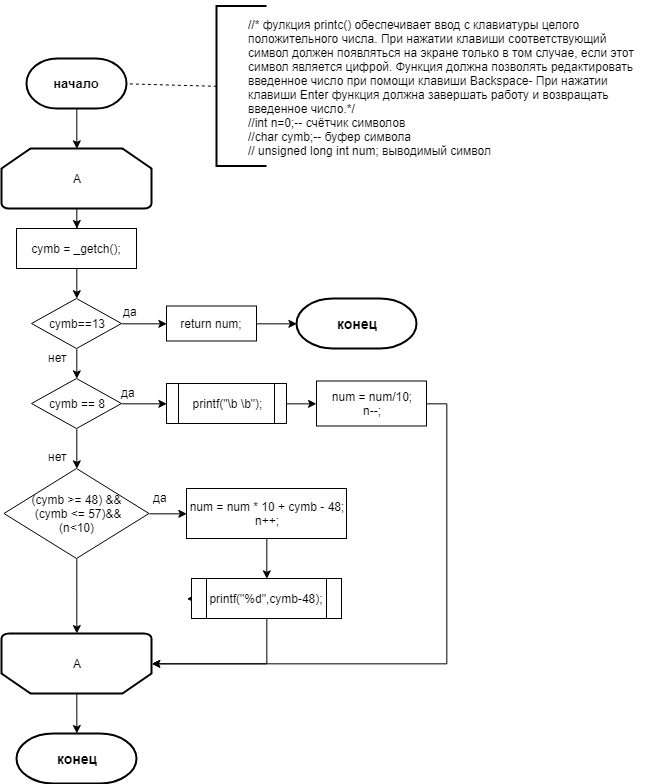 //* фулкция printc() обеспечивает ввод с клавиатуры целого
положительного числа. При нажатии клавиши соответствующий
символ должен появляться на экране только в том случае, если этот
символ является цифрой. Функция должна позволять редактировать
введенное число при помощи клавиши Backspace- При нажатии
клавиши Enter функция должна завершать работу и возвращать
введенное число.*/
//int n=0;-- счётчик символов
//char cymb;-- буфер символа
// unsigned long int num; выводимый символ
начало
А
cymb = _getch();
cymb==13
да
return num;
конец
нет
cymb == 8
да
printf("\b \b");
num = num/10;
n--;
нет
(cymb >= 48) &&
(cymb <= 57)&&
(n<10)
да
num = num * 10 + cymb - 48;
n++;
printf("%d",cymb-48);
А
конец